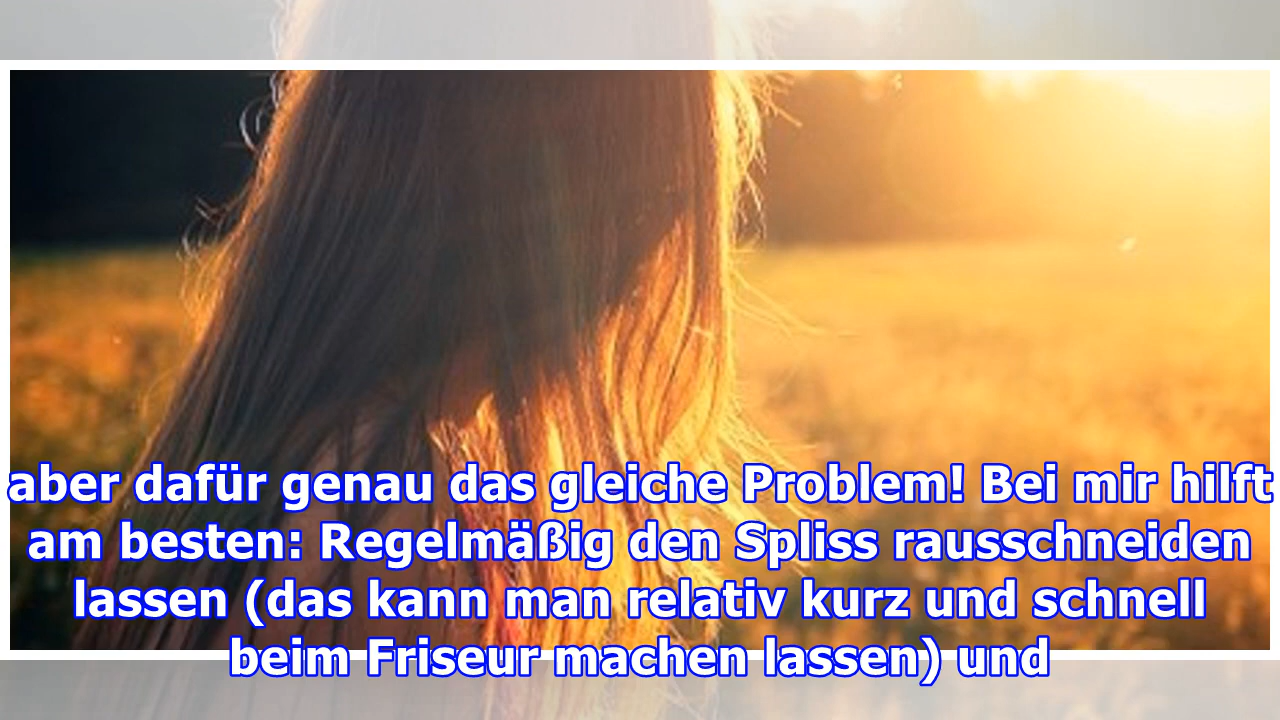 aber dafür genau das gleiche Problem! Bei mir hilft
am besten: Regelmäßig den Spliss rausschneiden
lassen (das kann man relativ kurz und schnell
beim Friseur machen lassen) und